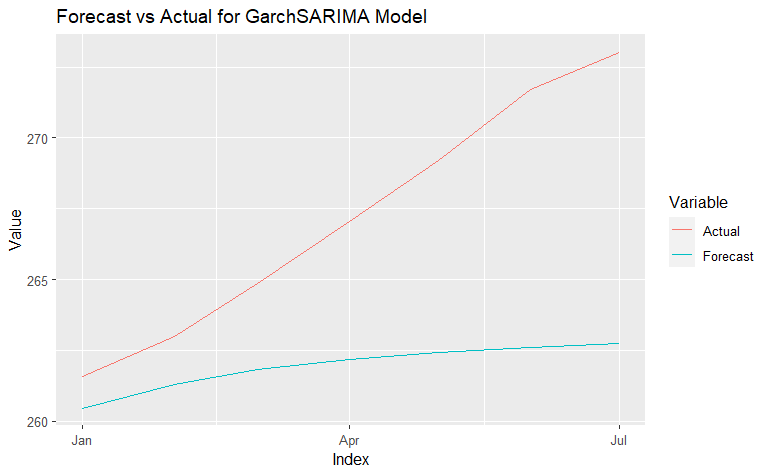 Forecast vs Actual for GarchSARIMA Model
270
265
260
Value
Jan
Apr
Jul
Index
Variable
Actual
Forecast